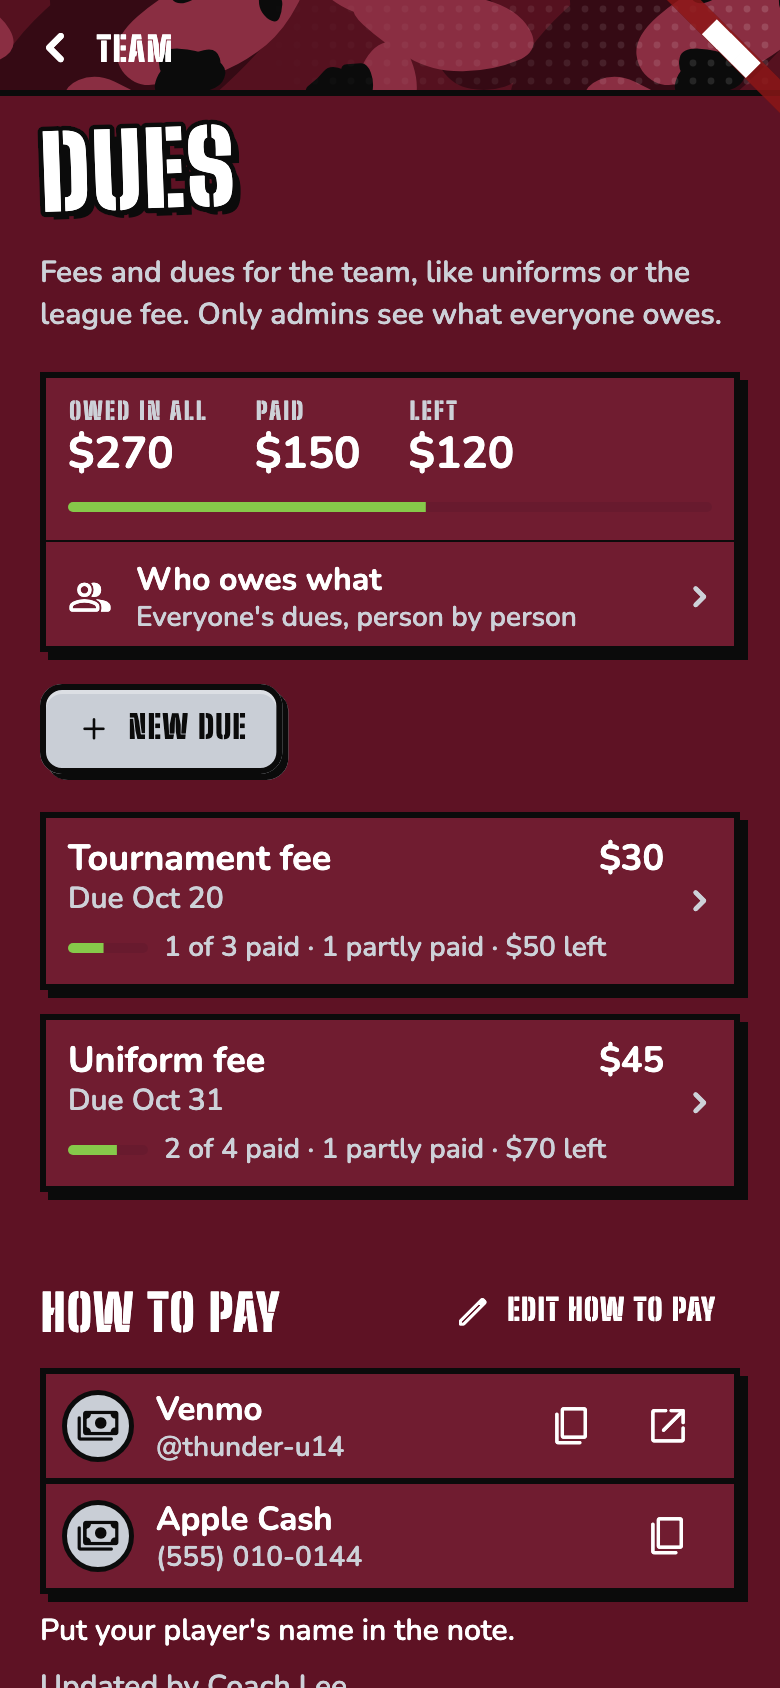 TEAM
DUES
Fees and dues for the team, like uniforms or the
league fee. Only admins see what everyone owes.
OWED IN ALL PAID LEFT
$270 $150 $120
Who owes what
Everyone's dues, person by person
+ NEW DUE
Tournament fee $30
Due Oct 20
1 of 3 paid · 1 partly paid · $50 left
Uniform fee $45
Due Oct 31
2 of 4 paid · 1 partly paid · $70 left
HOW TO PAY EDIT HOW TO PAY
Venmo
@thunder-u14
Apple Cash
(555) 010-0144
Put your player's name in the note.
Updated by Coach Lee